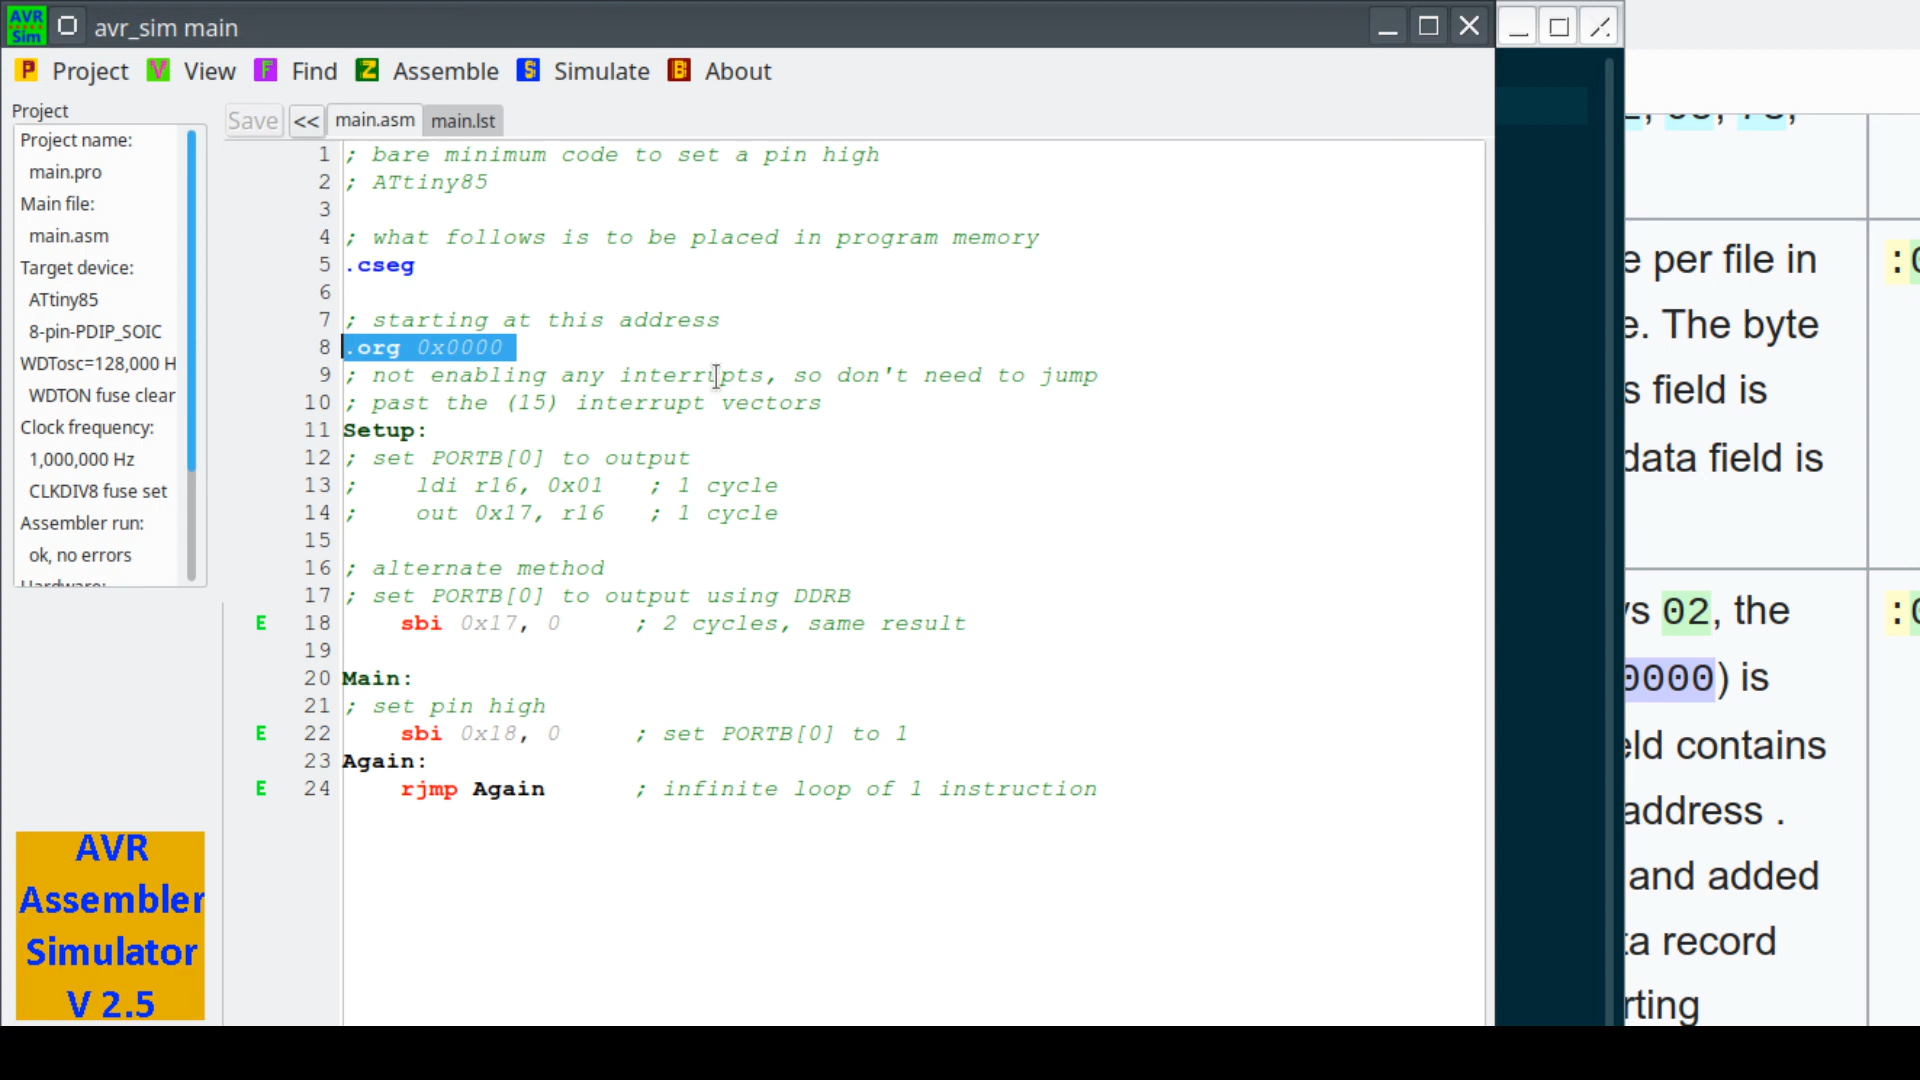 AVR
Sim
avr_sim main
P Project V View F Find Z Assemble S Simulate B About
Project
Project name:
main.pro
Main file:
main.asm
Target device:
ATtiny85
8-pin-PDIP_SOIC
WDTosc=128,000 H
WDTON fuse clear
Clock frequency:
1,000,000 Hz
CLKDIV8 fuse set
Assembler run:
ok, no errors
Hardware:
Save << main.asm main.lst
1 ; bare minimum code to set a pin high
2 ; ATtiny85
3
4 ; what follows is to be placed in program memory
5 .cseg
6
7 ; starting at this address
8 .org 0x0000
9 ; not enabling any interrupts, so don't need to jump
10 ; past the (15) interrupt vectors
11 Setup:
12 ; set PORTB[0] to output
13 ;    ldi r16, 0x01   ; 1 cycle
14 ;    out 0x17, r16   ; 1 cycle
15
16 ; alternate method
17 ; set PORTB[0] to output using DDRB
E 18     sbi 0x17, 0     ; 2 cycles, same result
19
20 Main:
21 ; set pin high
E 22     sbi 0x18, 0     ; set PORTB[0] to 1
23 Again:
E 24     rjmp Again      ; infinite loop of 1 instruction
AVR
Assembler
Simulator
V 2.5
e per file in :0
e. The byte
s field is
data field is
ys 02, the :0
0000) is
eld contains
address .
and added
ta record
rting